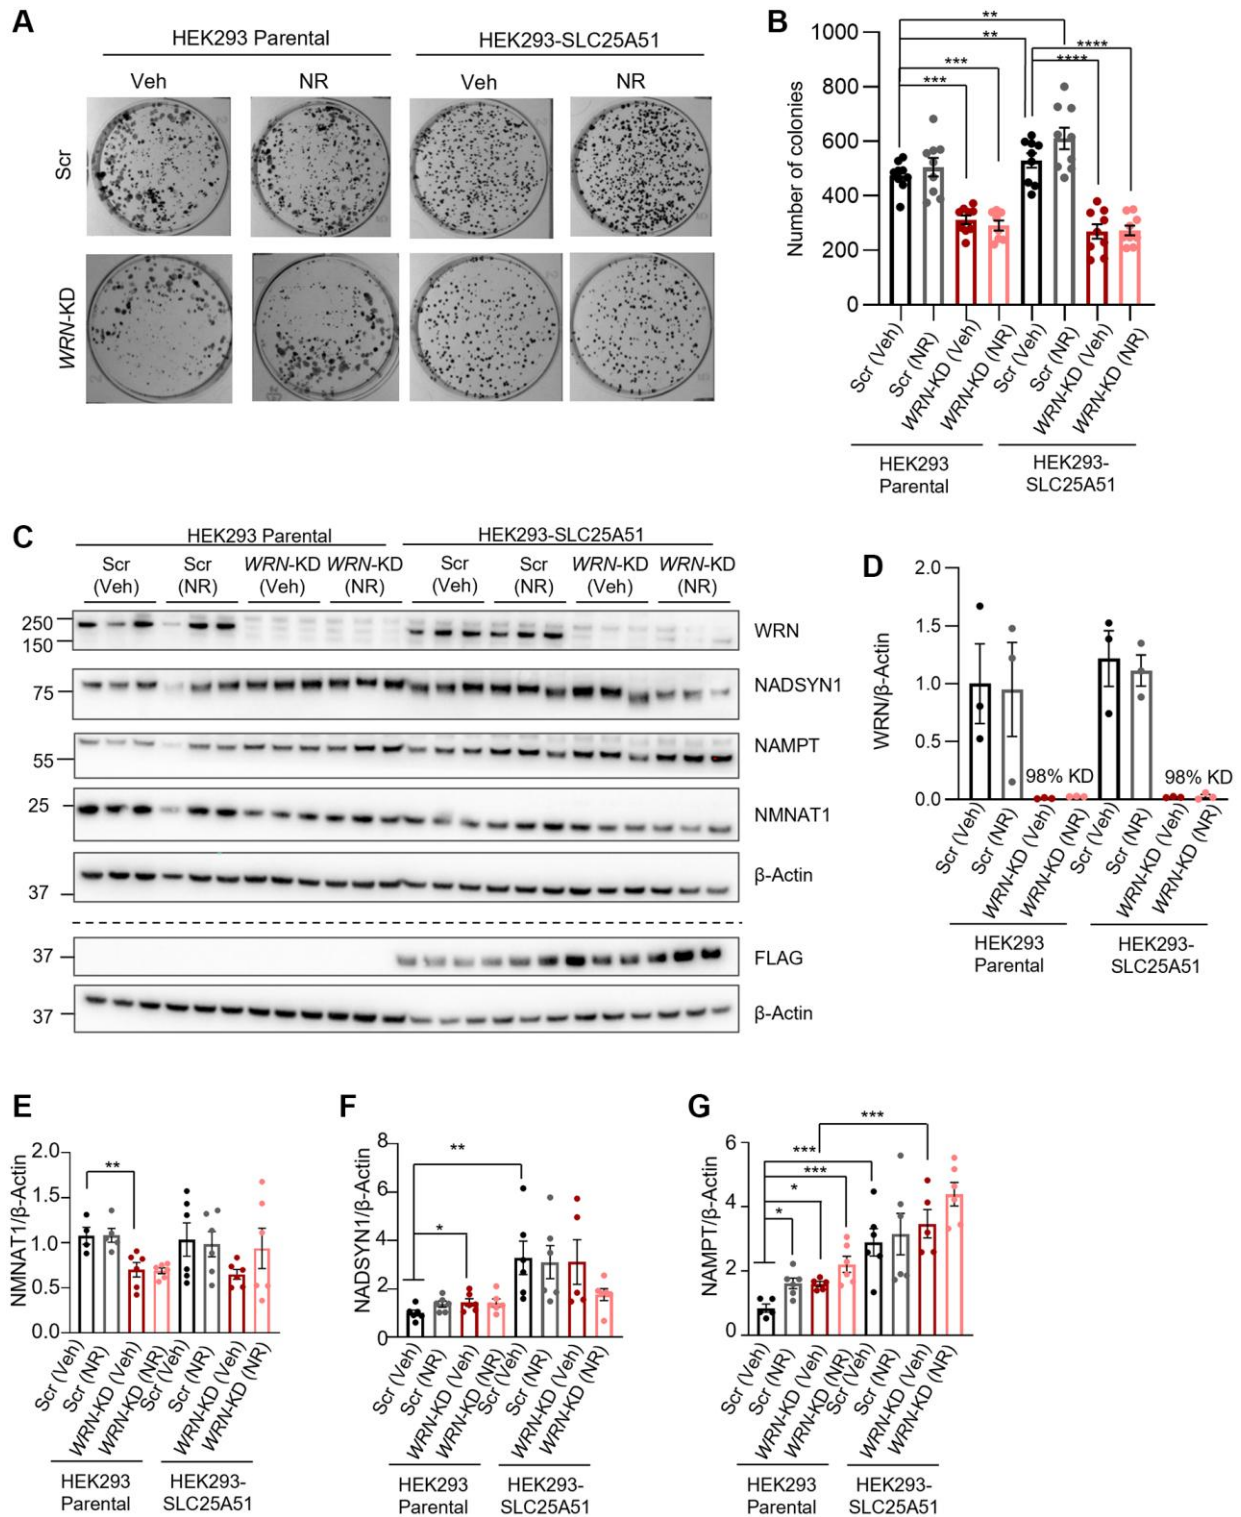 A
HEK293 Parental
HEK293-SLC25A51
Veh
NR
Veh
NR
Scr
WRN-KD
B
**
**
****
***
****
***
Number of colonies
1000
800
600
400
200
0
Scr (Veh)
Scr (NR)
WRN-KD (Veh)
WRN-KD (NR)
Scr (Veh)
Scr (NR)
WRN-KD (Veh)
WRN-KD (NR)
HEK293
Parental
HEK293-
SLC25A51
C
HEK293 Parental
HEK293-SLC25A51
Scr
(Veh)
Scr
(NR)
WRN-KD
(Veh)
WRN-KD
(NR)
Scr
(Veh)
Scr
(NR)
WRN-KD
(Veh)
WRN-KD
(NR)
250
150
WRN
75
NADSYN1
55
NAMPT
25
NMNAT1
37
β-Actin
37
FLAG
37
β-Actin
D
WRN/β-Actin
2.0
1.5
1.0
0.5
0.0
98% KD
98% KD
Scr (Veh)
Scr (NR)
WRN-KD (Veh)
WRN-KD (NR)
Scr (Veh)
Scr (NR)
WRN-KD (Veh)
WRN-KD (NR)
HEK293
Parental
HEK293-
SLC25A51
E
NMNAT1/β-Actin
2.0
1.5
1.0
0.5
0.0
**
Scr (Veh)
Scr (NR)
WRN-KD (Veh)
WRN-KD (NR)
Scr (Veh)
Scr (NR)
WRN-KD (Veh)
WRN-KD (NR)
HEK293
Parental
HEK293-
SLC25A51
F
NADSYN1/β-Actin
8
6
4
2
0
**
*
Scr (Veh)
Scr (NR)
WRN-KD (Veh)
WRN-KD (NR)
Scr (Veh)
Scr (NR)
WRN-KD (Veh)
WRN-KD (NR)
HEK293
Parental
HEK293-
SLC25A51
G
NAMPT/β-Actin
6
4
2
0
***
***
***
*
*
Scr (Veh)
Scr (NR)
WRN-KD (Veh)
WRN-KD (NR)
Scr (Veh)
Scr (NR)
WRN-KD (Veh)
WRN-KD (NR)
HEK293
Parental
HEK293-
SLC25A51